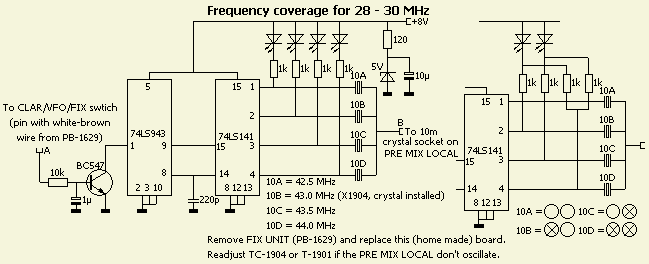 Frequency coverage for 28 - 30 MHz
+8V
120
5V
10µ
1k 1k 1k 1k
1k 1k 1k 1k
To CLAR/VFO/FIX swtich
(pin with white-brown
wire from PB-1629)
A
10k
BC547
1µ
5
74LS943
1 9
8
2 3 10
220p
15 1
2
74LS141
15 3
14 4
8 12 13
10A
10B
10C
10D
B
To 10m
crystal socket on
PRE MIX LOCAL
15 1
2
74LS141
15 3
14 4
8 12 13
10A
10B
10C
10D
10A = 42.5 MHz
10B = 43.0 MHz (X1904, crystal installed)
10C = 43.5 MHz
10D = 44.0 MHz
10A = 10C =
10B = 10D =
Remove FIX UNIT (PB-1629) and replace this (home made) board.
Readjust TC-1904 or T-1901 if the PRE MIX LOCAL don't oscillate.